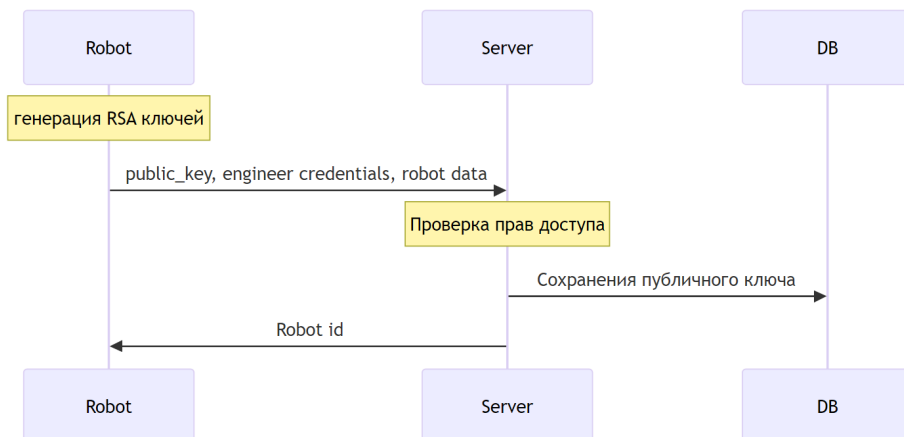 Robot
Server
DB
генерация RSA ключей
public_key, engineer credentials, robot data
Проверка прав доступа
Сохранения публичного ключа
Robot id
Robot
Server
DB